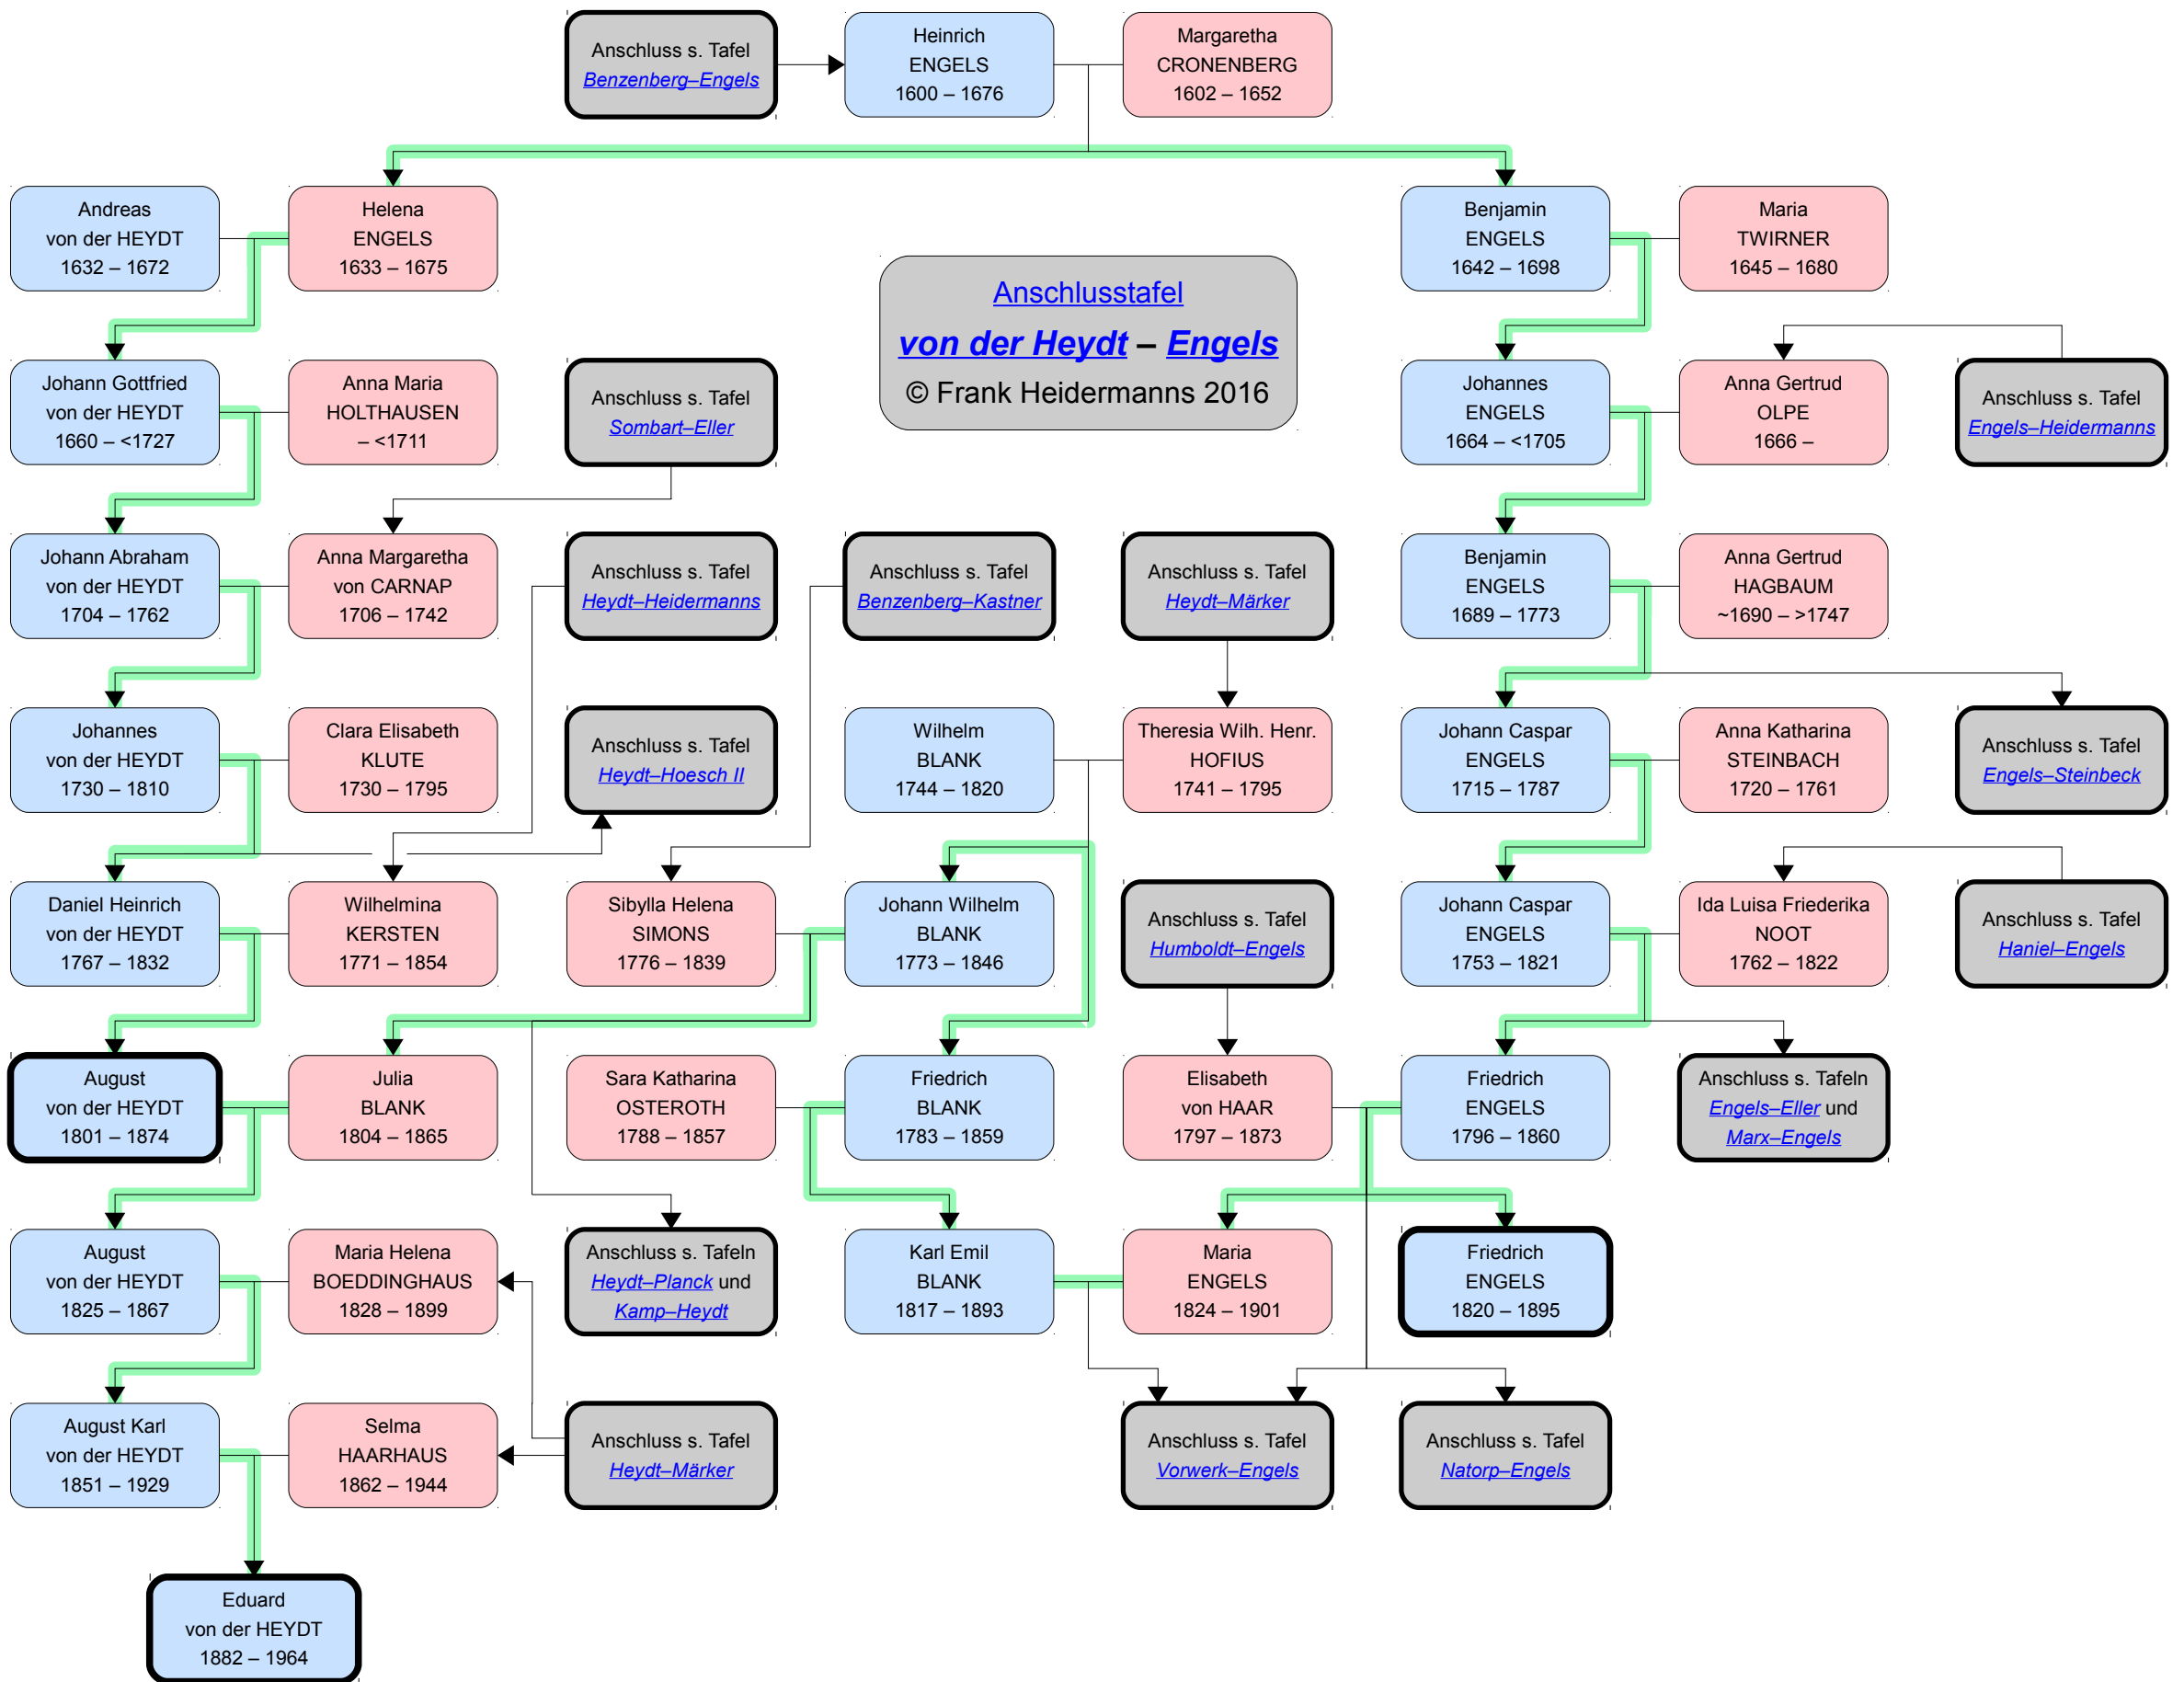 Anschluss s. Tafel
Benzenberg–Engels
Heinrich
ENGELS
1600 – 1676
Margaretha
CRONENBERG
1602 – 1652
Andreas
von der HEYDT
1632 – 1672
Helena
ENGELS
1633 – 1675
Benjamin
ENGELS
1642 – 1698
Maria
TWIRNER
1645 – 1680
Anschlusstafel
von der Heydt – Engels
© Frank Heidermanns 2016
Johann Gottfried
von der HEYDT
1660 – <1727
Anna Maria
HOLTHAUSEN
– <1711
Anschluss s. Tafel
Sombart–Eller
Johannes
ENGELS
1664 – <1705
Anna Gertrud
OLPE
1666 –
Anschluss s. Tafel
Engels–Heidermanns
Johann Abraham
von der HEYDT
1704 – 1762
Anna Margaretha
von CARNAP
1706 – 1742
Anschluss s. Tafel
Heydt–Heidermanns
Anschluss s. Tafel
Benzenberg–Kastner
Anschluss s. Tafel
Heydt–Märker
Benjamin
ENGELS
1689 – 1773
Anna Gertrud
HAGBAUM
~1690 – >1747
Johannes
von der HEYDT
1730 – 1810
Clara Elisabeth
KLUTE
1730 – 1795
Anschluss s. Tafel
Heydt–Hoesch II
Wilhelm
BLANK
1744 – 1820
Theresia Wilh. Henr.
HOFIUS
1741 – 1795
Johann Caspar
ENGELS
1715 – 1787
Anna Katharina
STEINBACH
1720 – 1761
Anschluss s. Tafel
Engels–Steinbeck
Daniel Heinrich
von der HEYDT
1767 – 1832
Wilhelmina
KERSTEN
1771 – 1854
Sibylla Helena
SIMONS
1776 – 1839
Johann Wilhelm
BLANK
1773 – 1846
Anschluss s. Tafel
Humboldt–Engels
Johann Caspar
ENGELS
1753 – 1821
Ida Luisa Friederika
NOOT
1762 – 1822
Anschluss s. Tafel
Haniel–Engels
August
von der HEYDT
1801 – 1874
Julia
BLANK
1804 – 1865
Sara Katharina
OSTEROTH
1788 – 1857
Friedrich
BLANK
1783 – 1859
Elisabeth
von HAAR
1797 – 1873
Friedrich
ENGELS
1796 – 1860
Anschluss s. Tafeln
Engels–Eller und
Marx–Engels
August
von der HEYDT
1825 – 1867
Maria Helena
BOEDDINGHAUS
1828 – 1899
Anschluss s. Tafeln
Heydt–Planck und
Kamp–Heydt
Karl Emil
BLANK
1817 – 1893
Maria
ENGELS
1824 – 1901
Friedrich
ENGELS
1820 – 1895
August Karl
von der HEYDT
1851 – 1929
Selma
HAARHAUS
1862 – 1944
Anschluss s. Tafel
Heydt–Märker
Anschluss s. Tafel
Vorwerk–Engels
Anschluss s. Tafel
Natorp–Engels
Eduard
von der HEYDT
1882 – 1964